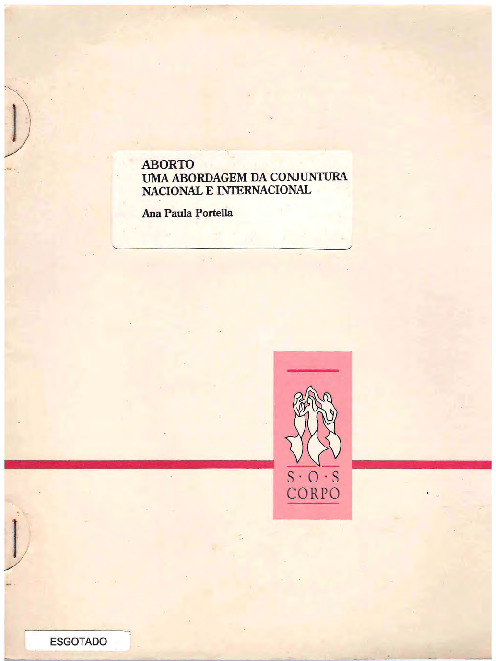 ABORTO
UMA ABORDAGEM DA CONJUNTURA
NACIONAL E INTERNACIONAL
Ana Paula Portella
S·O·S
CORPO
ESGOTADO